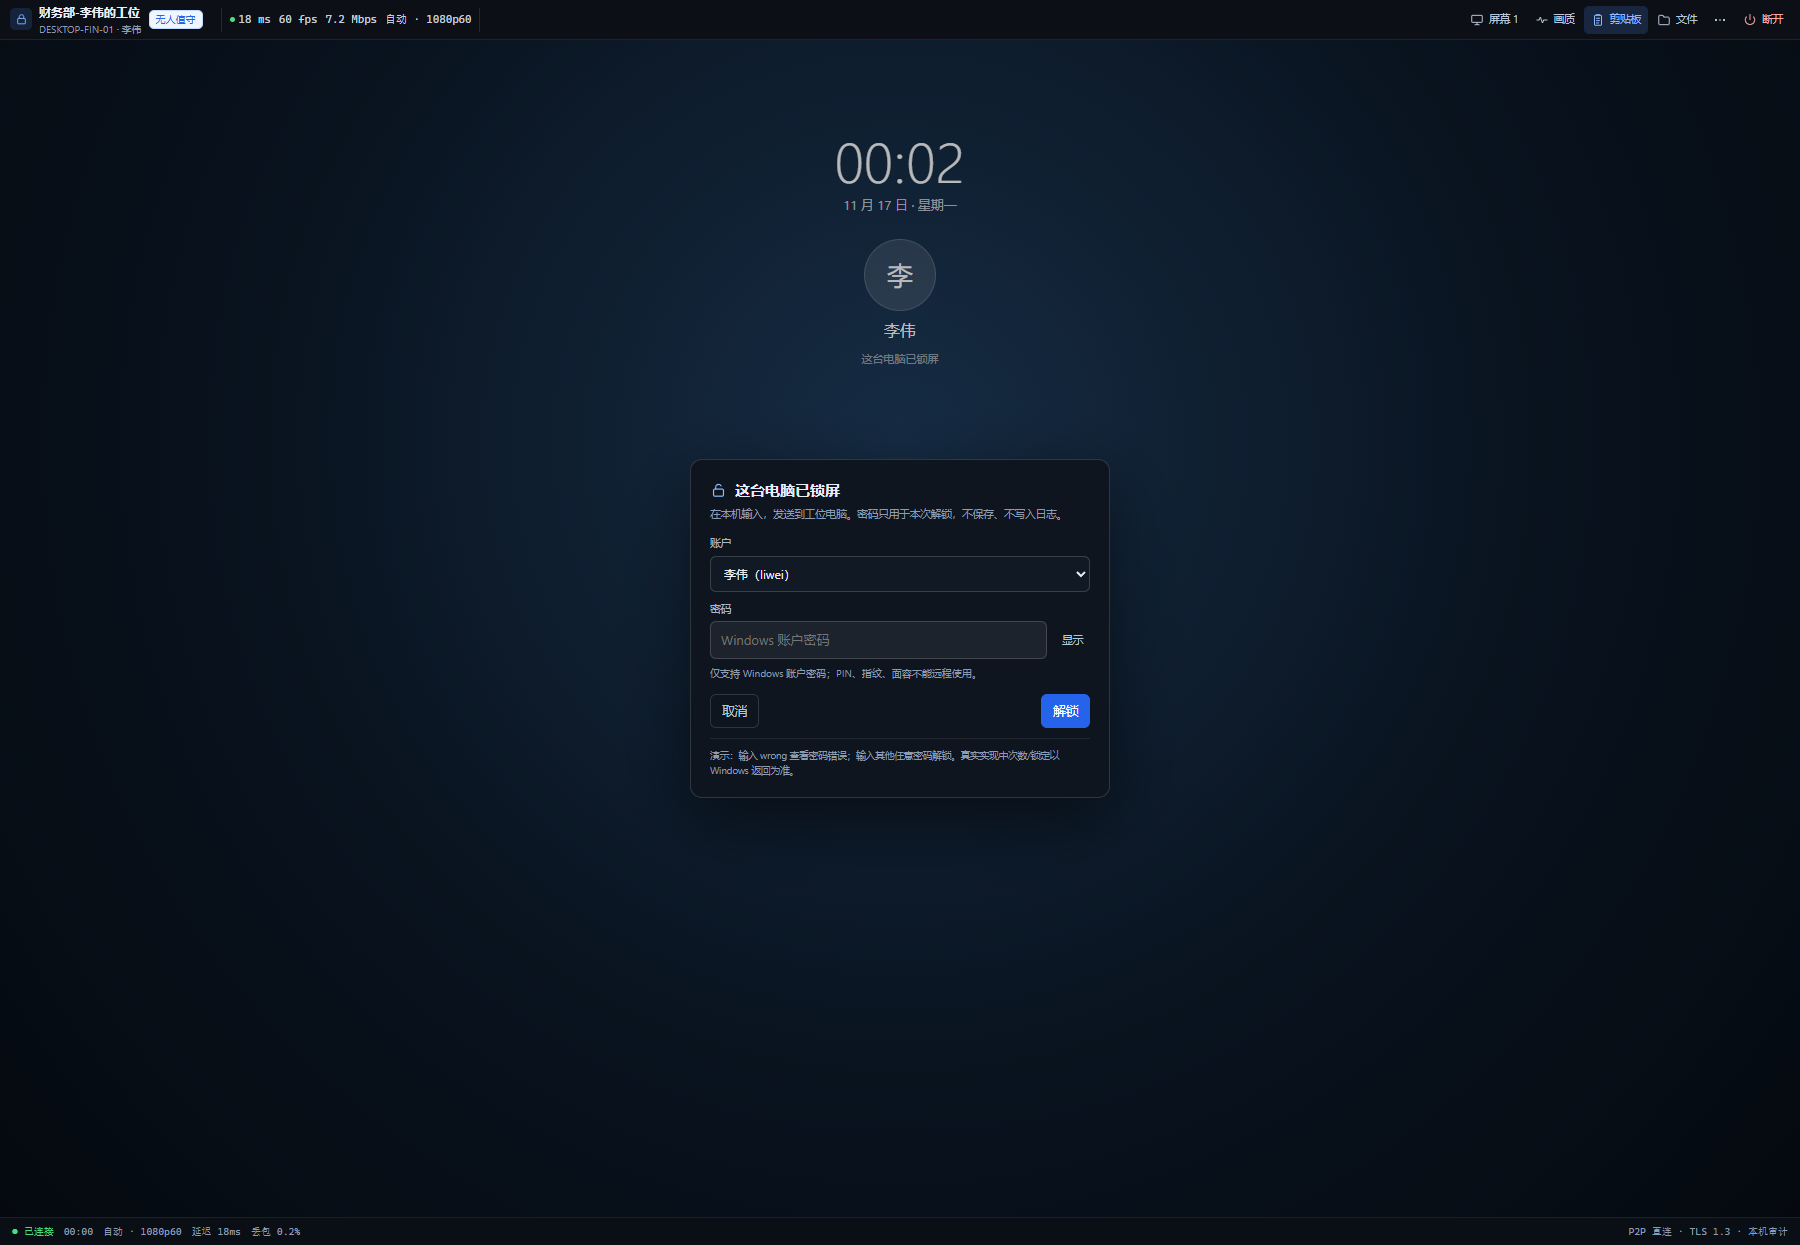 财务部-李伟的工位
DESKTOP-FIN-01 · 李伟
无人值守
18 ms 60 fps 7.2 Mbps 自动 · 1080p60
屏幕 1 画质 剪贴板 文件 ··· 断开
00:02
11 月 17 日 · 星期一
李
李伟
这台电脑已锁屏
这台电脑已锁屏
在本机输入，发送到工位电脑。密码只用于本次解锁，不保存、不写入日志。
账户
李伟（liwei）
密码
Windows 账户密码
显示
仅支持 Windows 账户密码；PIN、指纹、面容不能远程使用。
取消
解锁
演示：输入 wrong 查看密码错误；输入其他任意密码解锁。真实实现中次数/锁定以
Windows 返回为准。
已连接 00:00 自动 · 1080p60 延迟 18ms 丢包 0.2%
P2P 直连 · TLS 1.3 · 本机审计